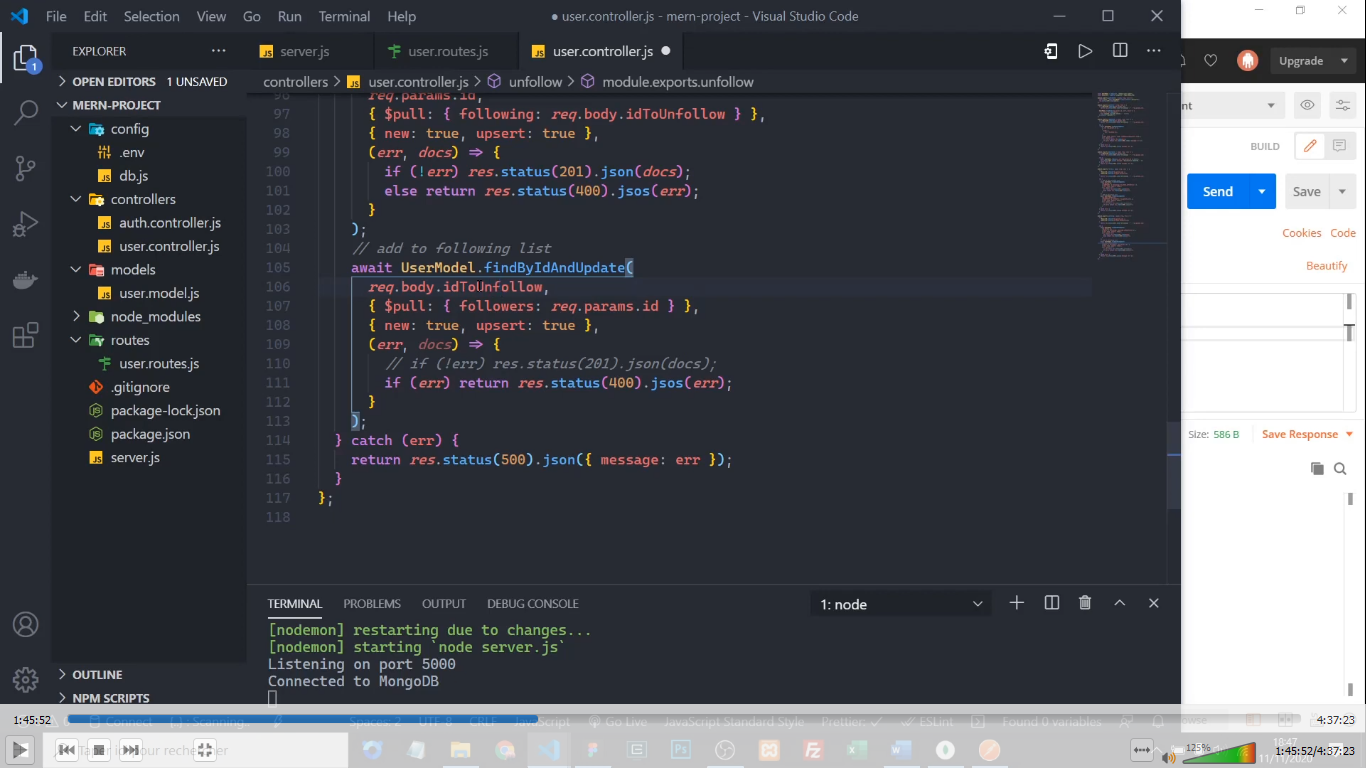 File Edit Selection View Go Run Terminal Help
● user.controller.js - mern-project - Visual Studio Code
EXPLORER
server.js
user.routes.js
user.controller.js
Upgrade
OPEN EDITORS 1 UNSAVED
controllers > user.controller.js > unfollow > module.exports.unfollow
MERN-PROJECT
config
.env
db.js
controllers
auth.controller.js
user.controller.js
models
user.model.js
node_modules
routes
user.routes.js
.gitignore
package-lock.json
package.json
server.js
OUTLINE
NPM SCRIPTS
1
96 req.params.id,
97 { $pull: { following: req.body.idToUnfollow } },
98 { new: true, upsert: true },
99 (err, docs) => {
100 if (!err) res.status(201).json(docs);
101 else return res.status(400).jsos(err);
102 }
103 );
104 // add to following list
105 await UserModel.findByIdAndUpdate(
106 req.body.idToUnfollow,
107 { $pull: { followers: req.params.id } },
108 { new: true, upsert: true },
109 (err, docs) => {
110 // if (!err) res.status(201).json(docs);
111 if (err) return res.status(400).jsos(err);
112 }
113 );
114 } catch (err) {
115 return res.status(500).json({ message: err });
116 }
117 };
118
nt
BUILD
Send
Save
Cookies Code
Beautify
Size: 586 B
Save Response
TERMINAL PROBLEMS OUTPUT DEBUG CONSOLE
1: node
[nodemon] restarting due to changes...
[nodemon] starting `node server.js`
Listening on port 5000
Connected to MongoDB
1:45:52
4:37:23
Connect
Scanning..
Spaces: 2 UTF-8 CRLF JavaScript Go Live JavaScript Standard Style Prettier: ✓ ESLint Found 0 variables
125%
1:45:52/4:37:23
11/11/2020